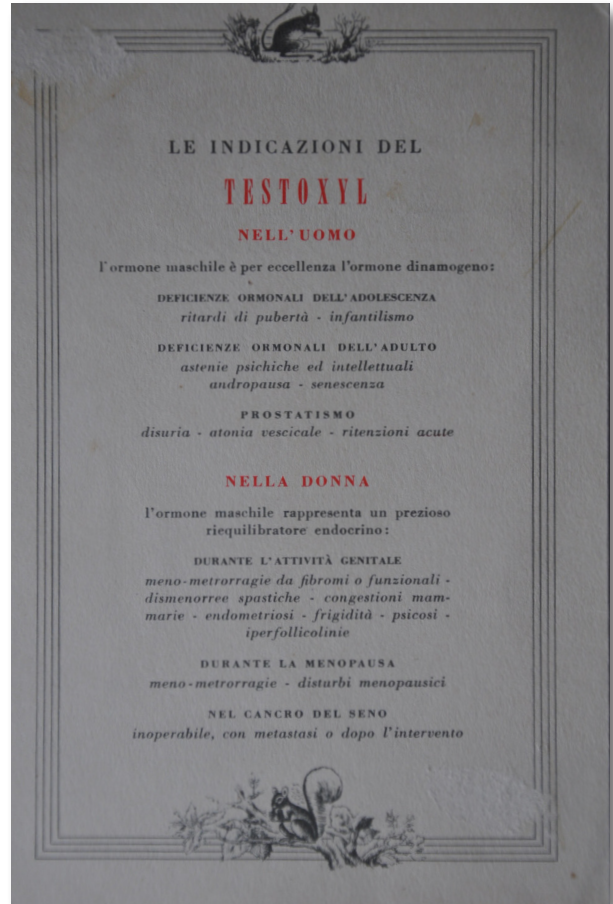 LE INDICAZIONI DEL
TESTOXYL
NELL'UOMO
l'ormone maschile è per eccellenza l'ormone dinamogeno:
DEFICIENZE ORMONALI DELL'ADOLESCENZA
ritardi di pubertà - infantilismo
DEFICIENZE ORMONALI DELL'ADULTO
astenie psichiche ed intellettuali
andropausa - senescenza
PROSTATISMO
disuria - atonia vescicale - ritenzioni acute
NELLA DONNA
l'ormone maschile rappresenta un prezioso
riequilibratore endocrino:
DURANTE L'ATTIVITÀ GENITALE
meno-metrorragie da fibromi o funzionali -
dismenorree spastiche - congestioni mam-
marie - endometriosi - frigidità - psicosi -
iperfollicolinie
DURANTE LA MENOPAUSA
meno-metrorragie - disturbi menopausici
NEL CANCRO DEL SENO
inoperabile, con metastasi o dopo l'intervento